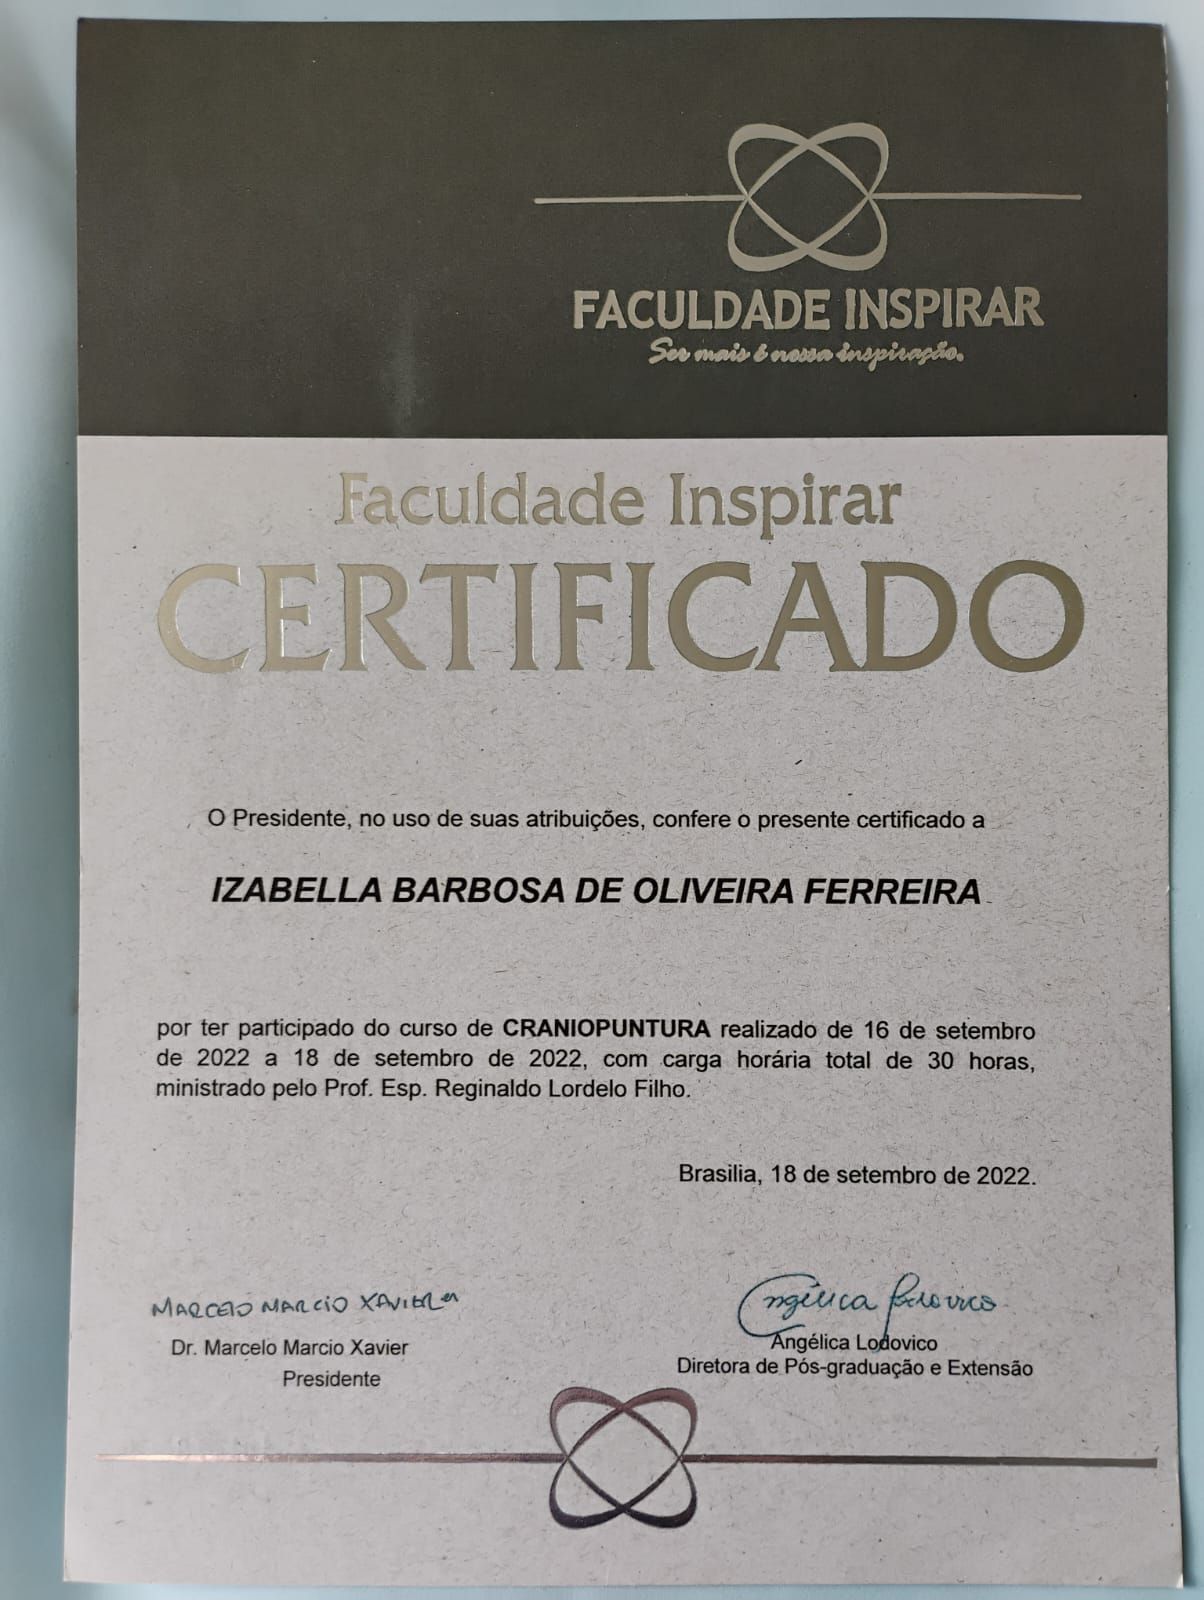 FACULDADE INSPIRAR
Ser mais é nossa inspiração.
Faculdade Inspirar
CERTIFICADO
O Presidente, no uso de suas atribuições, confere o presente certificado a
IZABELLA BARBOSA DE OLIVEIRA FERREIRA
por ter participado do curso de CRANIOPUNTURA realizado de 16 de setembro
de 2022 a 18 de setembro de 2022, com carga horária total de 30 horas,
ministrado pelo Prof. Esp. Reginaldo Lordelo Filho.
Brasilia, 18 de setembro de 2022.
MARCELO MARCIO XAVIER
Angélica Lodovico
Dr. Marcelo Marcio Xavier
Presidente
Angélica Lodovico
Diretora de Pós-graduação e Extensão